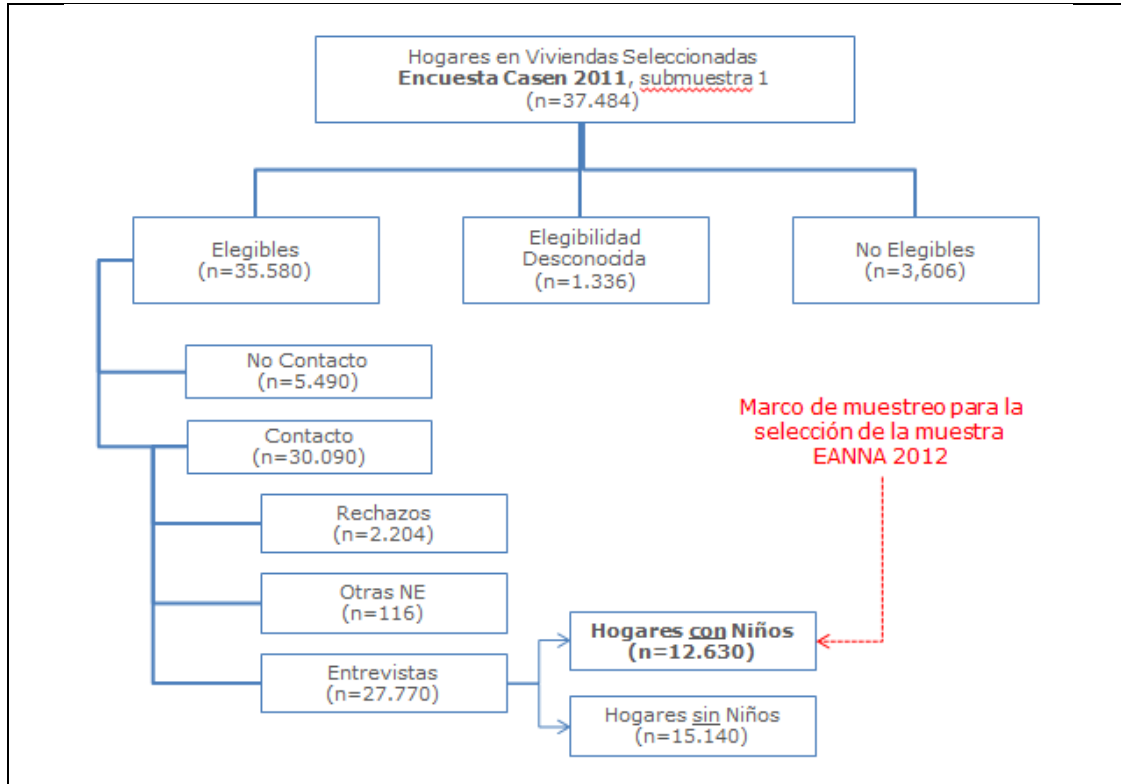 Hogares en Viviendas Seleccionadas
Encuesta Casen 2011, submuestra 1
(n=37.484)
Elegibles
(n=35.580)
Elegibilidad
Desconocida
(n=1.336)
No Elegibles
(n=3,606)
No Contacto
(n=5.490)
Contacto
(n=30.090)
Marco de muestreo para la
selección de la muestra
EANNA 2012
Rechazos
(n=2.204)
Otras NE
(n=116)
Entrevistas
(n=27.770)
Hogares con Niños
(n=12.630)
Hogares sin Niños
(n=15.140)